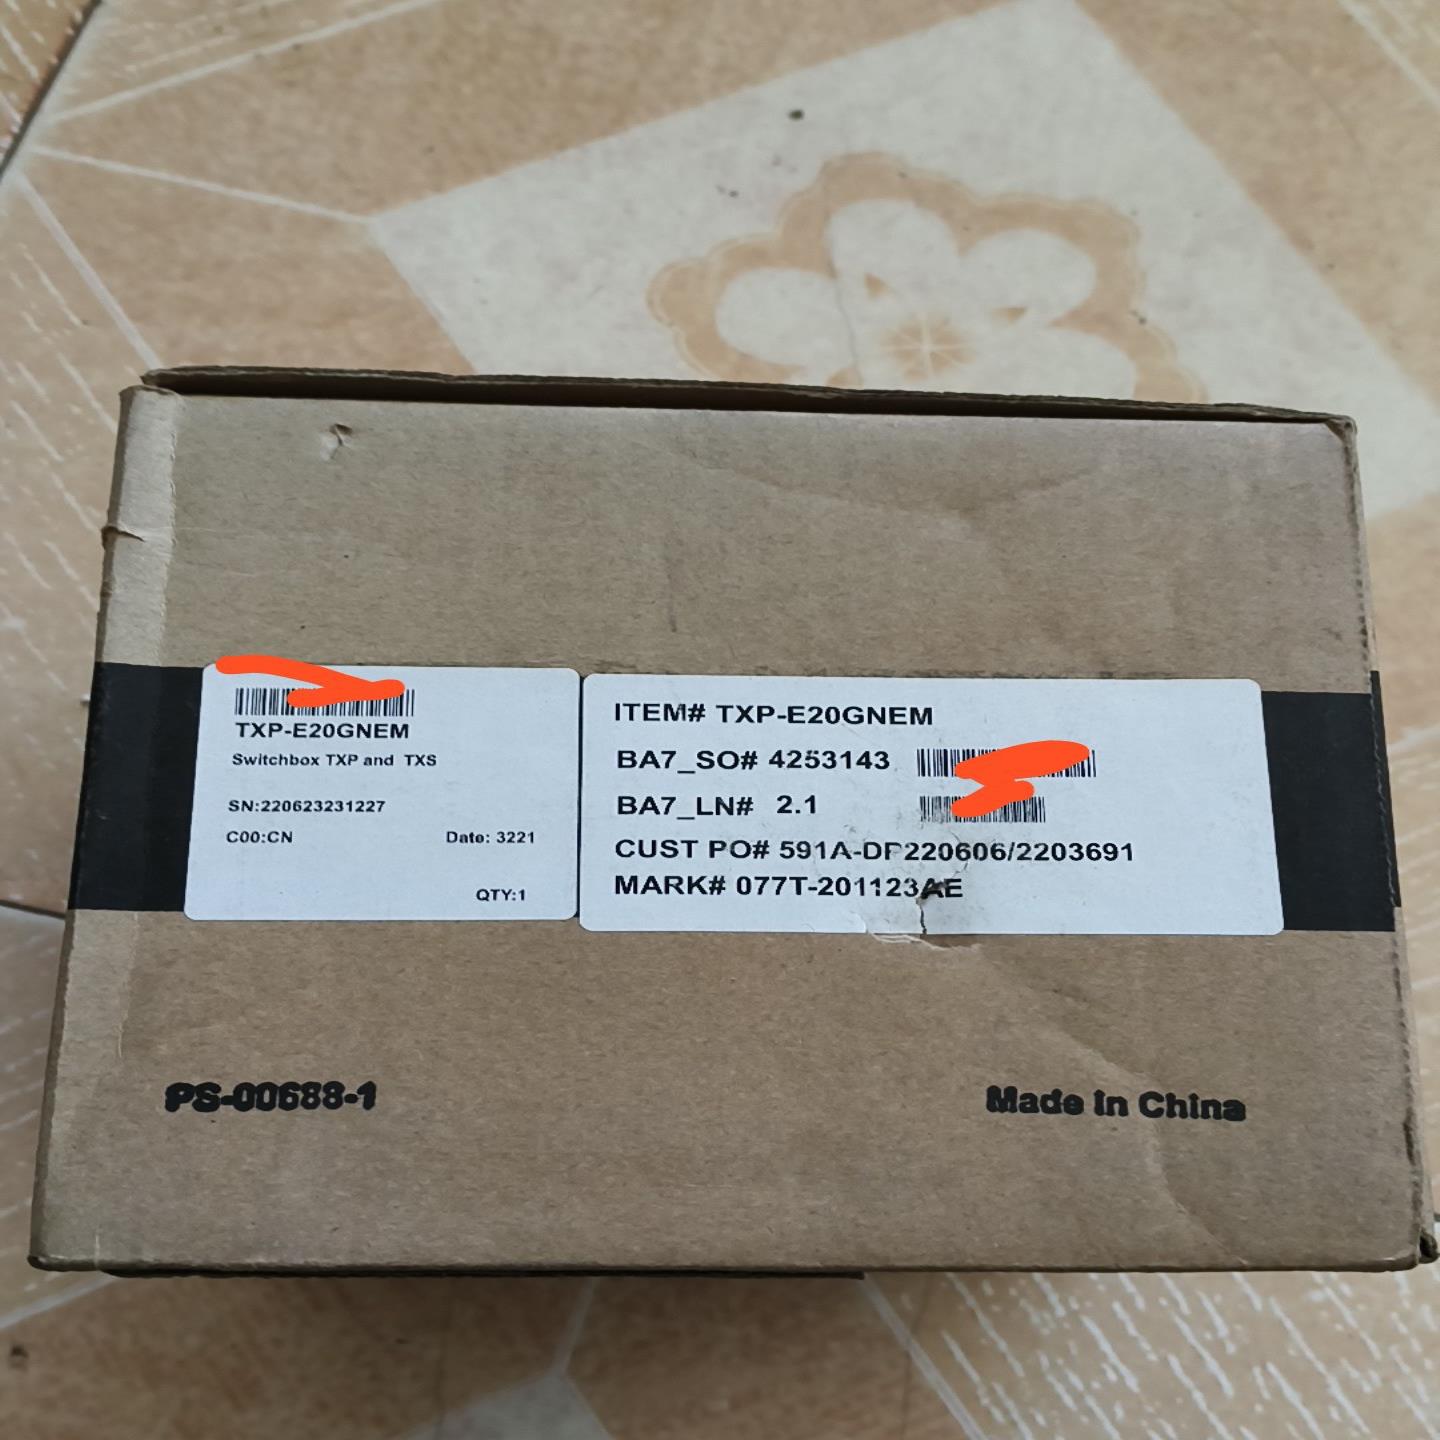 TXP-E20GNEM
Switchbox TXP and TXS
SN:220623231227
C00:CN
Date: 3221
QTY:1
ITEM# TXP-E20GNEM
BA7_SO# 4253143
BA7_LN# 2.1
CUST PO# 591A-DP220606/2203691
MARK# 077T-201123AE
PS-00688-1
Made in China